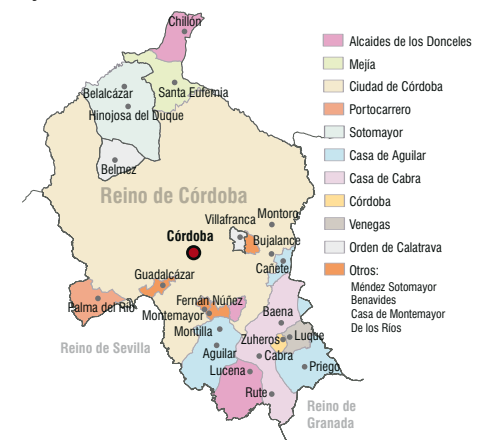 Chillón
Santa Eufemia
Belalcázar
Hinojosa del Duque
Belmez
Reino de Córdoba
Villafranca
Montoro
Córdoba
Bujalance
Cañete
Guadalcázar
Palma del Río
Fernán Núñez
Montemayor
Montilla
Baena
Reino de Sevilla
Zuheros
Luque
Aguilar
Cabra
Lucena
Priego
Rute
Reino de
Granada
Alcaides de los Donceles
Mejía
Ciudad de Córdoba
Portocarrero
Sotomayor
Casa de Aguilar
Casa de Cabra
Córdoba
Venegas
Orden de Calatrava
Otros:
Méndez Sotomayor
Benavides
Casa de Montemayor
De los Ríos